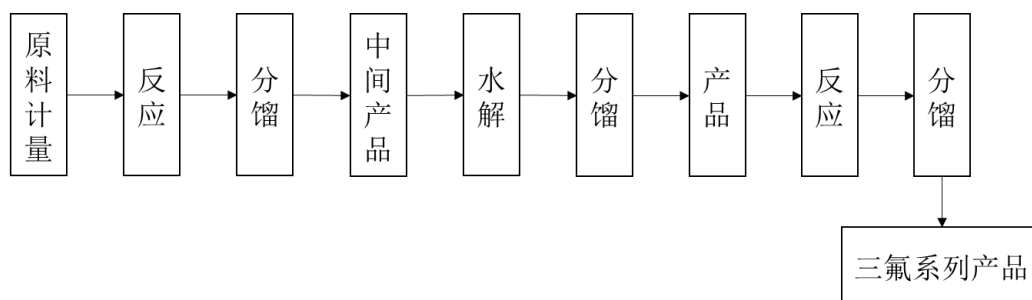 原料计量
反应
分馏
中间产品
水解
分馏
产品
反应
分馏
三氟系列产品